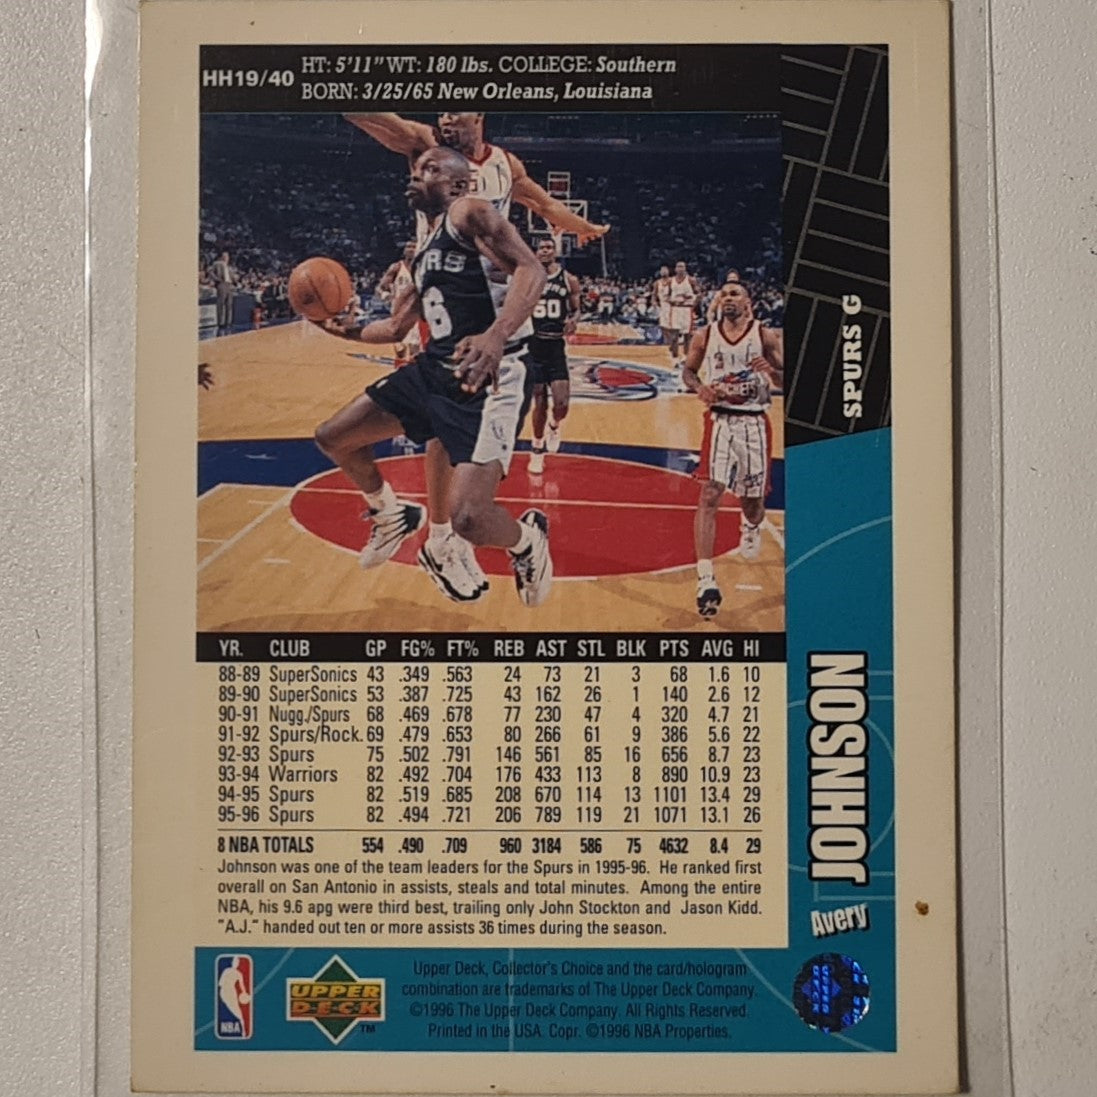 HH19/40
HT: 5'11" WT: 180 lbs. COLLEGE: Southern
BORN: 3/25/65 New Orleans, Louisiana
6
50
SPURS G
YR. CLUB GP FG% FT% REB AST STL BLK PTS AVG HI
88-89 SuperSonics 43 .349 .563 24 73 21 3 68 1.6 10
89-90 SuperSonics 53 .387 .725 43 162 26 1 140 2.6 12
90-91 Nugg./Spurs 68 .469 .678 77 230 47 4 320 4.7 21
91-92 Spurs/Rock. 69 .479 .653 80 266 61 9 386 5.6 22
92-93 Spurs 75 .502 .791 146 561 85 16 656 8.7 23
93-94 Warriors 82 .492 .704 176 433 113 8 890 10.9 23
94-95 Spurs 82 .519 .685 208 670 114 13 1101 13.4 29
95-96 Spurs 82 .494 .721 206 789 119 21 1071 13.1 26
8 NBA TOTALS 554 .490 .709 960 3184 586 75 4632 8.4 29
Johnson was one of the team leaders for the Spurs in 1995-96. He ranked first
overall on San Antonio in assists, steals and total minutes. Among the entire
NBA, his 9.6 apg were third best, trailing only John Stockton and Jason Kidd.
"A.J." handed out ten or more assists 36 times during the season.
Avery JOHNSON
NBA
UPPER
DECK
TM
Upper Deck, Collector's Choice and the card/hologram
combination are trademarks of The Upper Deck Company.
©1996 The Upper Deck Company. All Rights Reserved.
Printed in the USA. Copr. ©1996 NBA Properties.